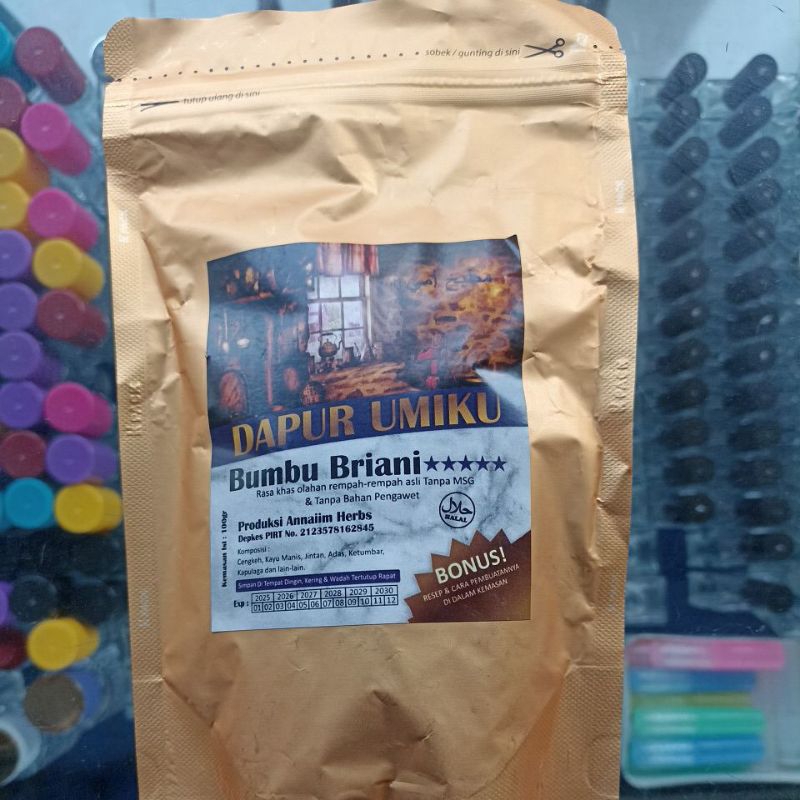 sobek / gunting di sini
tutup ulang di sini
DAPUR UMIKU
Bumbu Briani
Rasa khas olahan rempah-rempah asli Tanpa MSG
& Tanpa Bahan Pengawet
Kemasan Isi : 100gr
Produksi Annaiim Herbs
Depkes PIRT No. 2123578162845
حلال
HALAL
Komposisi :
Cengkeh, Kayu Manis, Jintan, Adas, Ketumbar,
Kapulaga dan lain-lain.
Simpan Di Tempat Dingin, Kering & Wadah Tertutup Rapat
Exp : 2025 2026 2027 2028 2029 2030
01 02 03 04 05 06 07 08 09 10 11 12
BONUS!
RESEP & CARA PEMBUATANNYA
DI DALAM KEMASAN